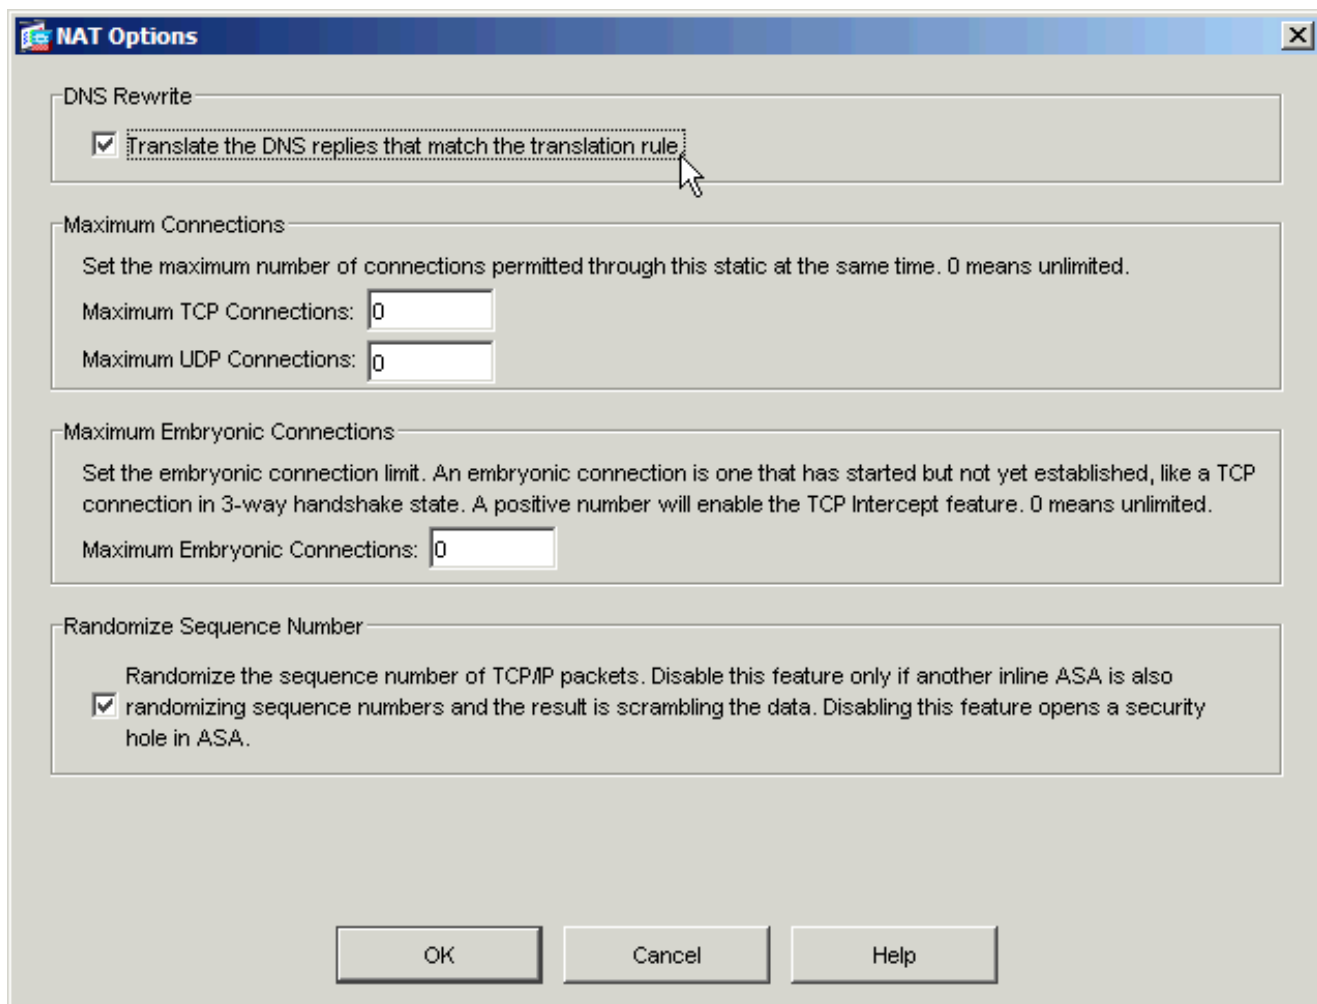 NAT Options
DNS Rewrite
Translate the DNS replies that match the translation rule.
Maximum Connections
Set the maximum number of connections permitted through this static at the same time. 0 means unlimited.
Maximum TCP Connections: 0
Maximum UDP Connections: 0
Maximum Embryonic Connections
Set the embryonic connection limit. An embryonic connection is one that has started but not yet established, like a TCP
connection in 3-way handshake state. A positive number will enable the TCP Intercept feature. 0 means unlimited.
Maximum Embryonic Connections: 0
Randomize Sequence Number
Randomize the sequence number of TCP/IP packets. Disable this feature only if another inline ASA is also
randomizing sequence numbers and the result is scrambling the data. Disabling this feature opens a security
hole in ASA.
OK Cancel Help